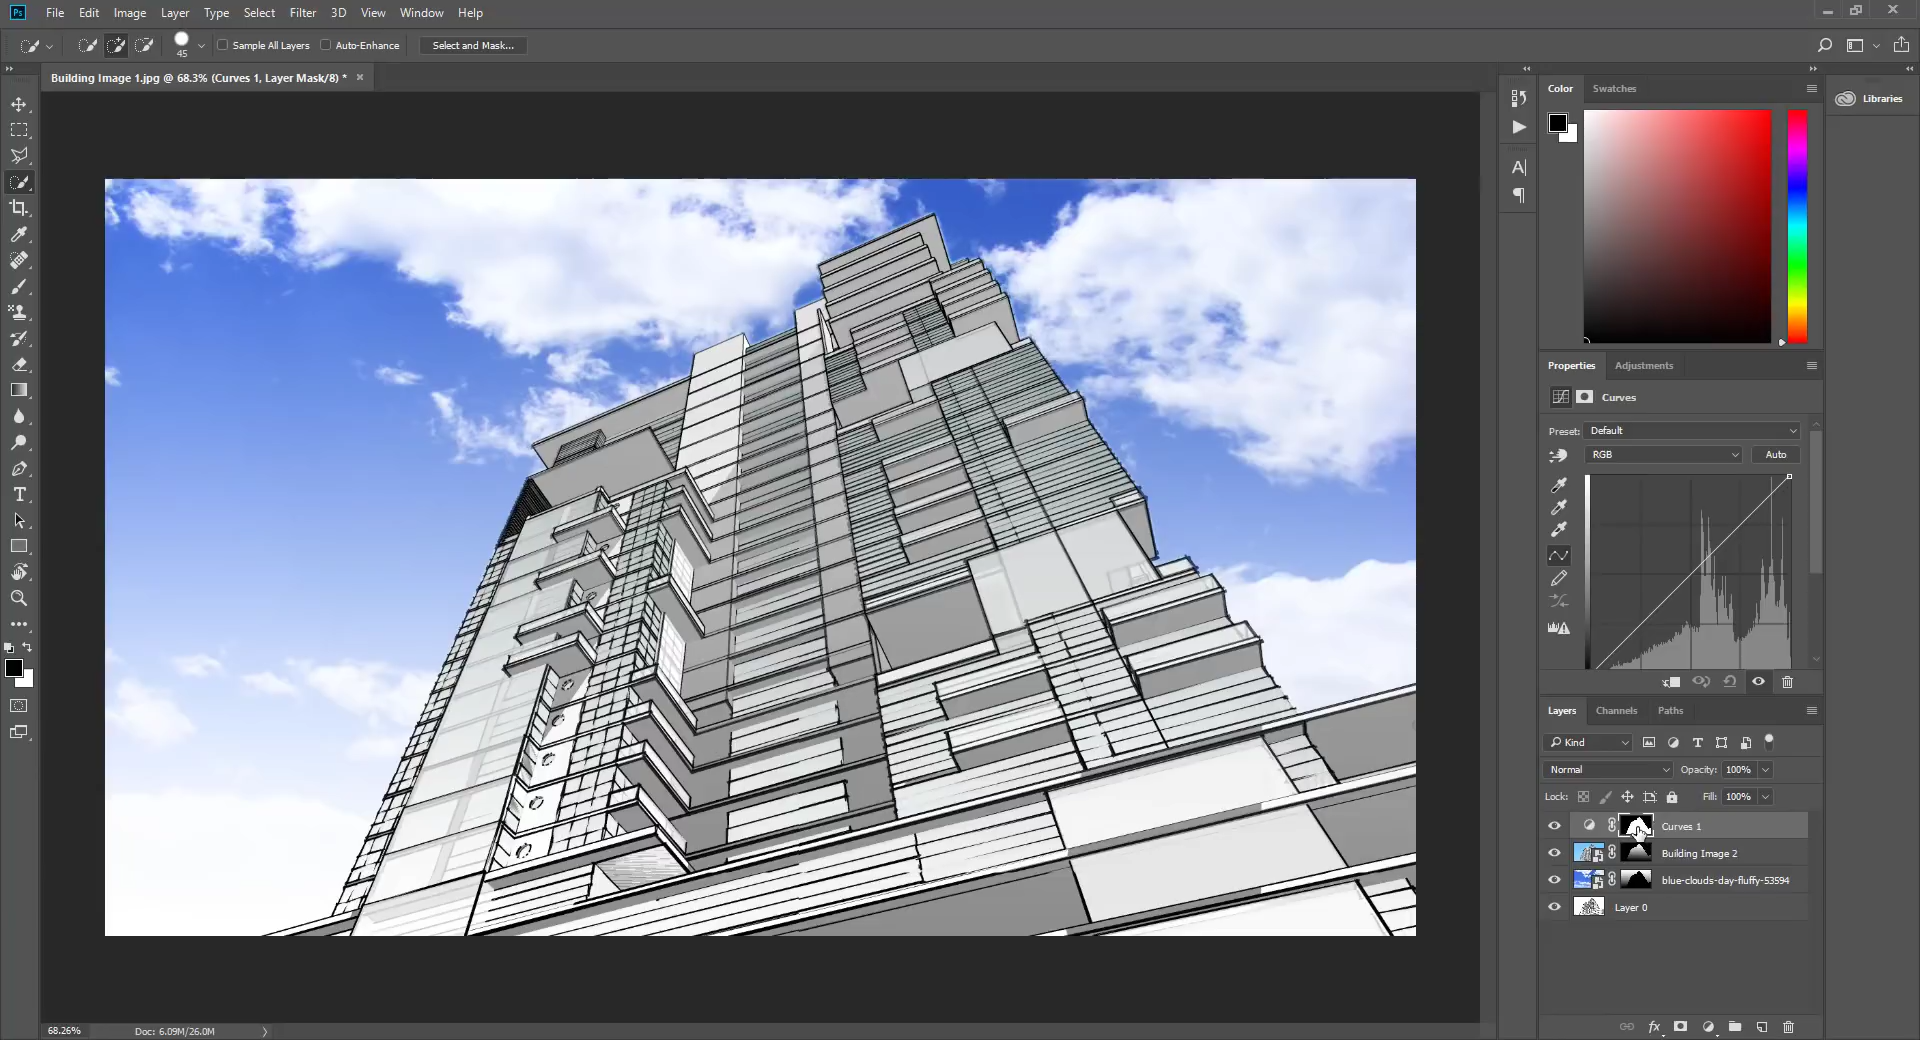 Ps File Edit Image Layer Type Select Filter 3D View Window Help
45 Sample All Layers Auto-Enhance Select and Mask...
Building Image 1.jpg @ 68.3% (Curves 1, Layer Mask/8) * ×
Color Swatches
Libraries
Properties Adjustments
Curves
Preset: Default
RGB Auto
Layers Channels Paths
Kind
Normal Opacity: 100%
Lock: Fill: 100%
Curves 1
Building Image 2
blue-clouds-day-fluffy-53594
Layer 0
fx
68.26% Doc: 6.09M/26.0M